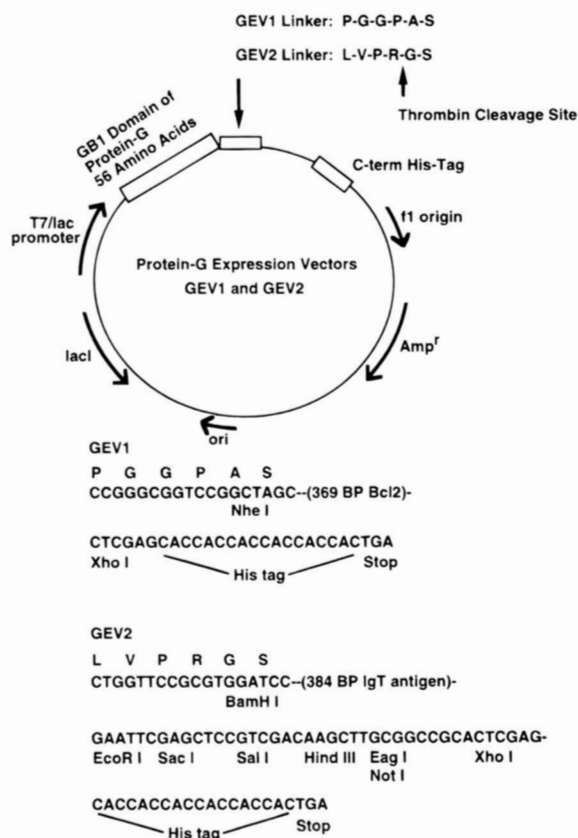 GEV1 Linker: P-G-G-P-A-S
GEV2 Linker: L-V-P-R-G-S
Thrombin Cleavage Site
GB1 Domain of
Protein-G
56 Amino Acids
C-term His-Tag
T7/lac
promoter
f1 origin
Protein-G Expression Vectors
GEV1 and GEV2
lacI
Ampr
ori
GEV1
P G G P A S
CCGGGCGGTCCGGCTAGC--(369 BP Bcl2)-
Nhe I
CTCGAGCACCACCACCACCACCACTGA
Xho I
His tag
Stop
GEV2
L V P R G S
CTGGTTCCGCGTGGATCC--(384 BP IgT antigen)-
BamH I
GAATTCGAGCTCCGTCGACAAGCTTGCGGCCGCACTCGAG-
EcoR I Sac I Sal I Hind III Eag I Xho I
Not I
CACCACCACCACCACCACTGA
His tag
Stop